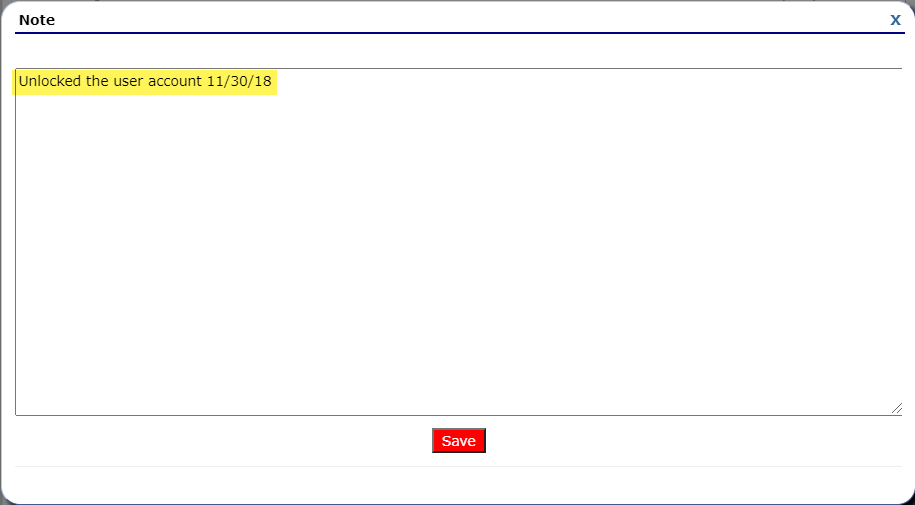 Note X
Unlocked the user account 11/30/18
Save